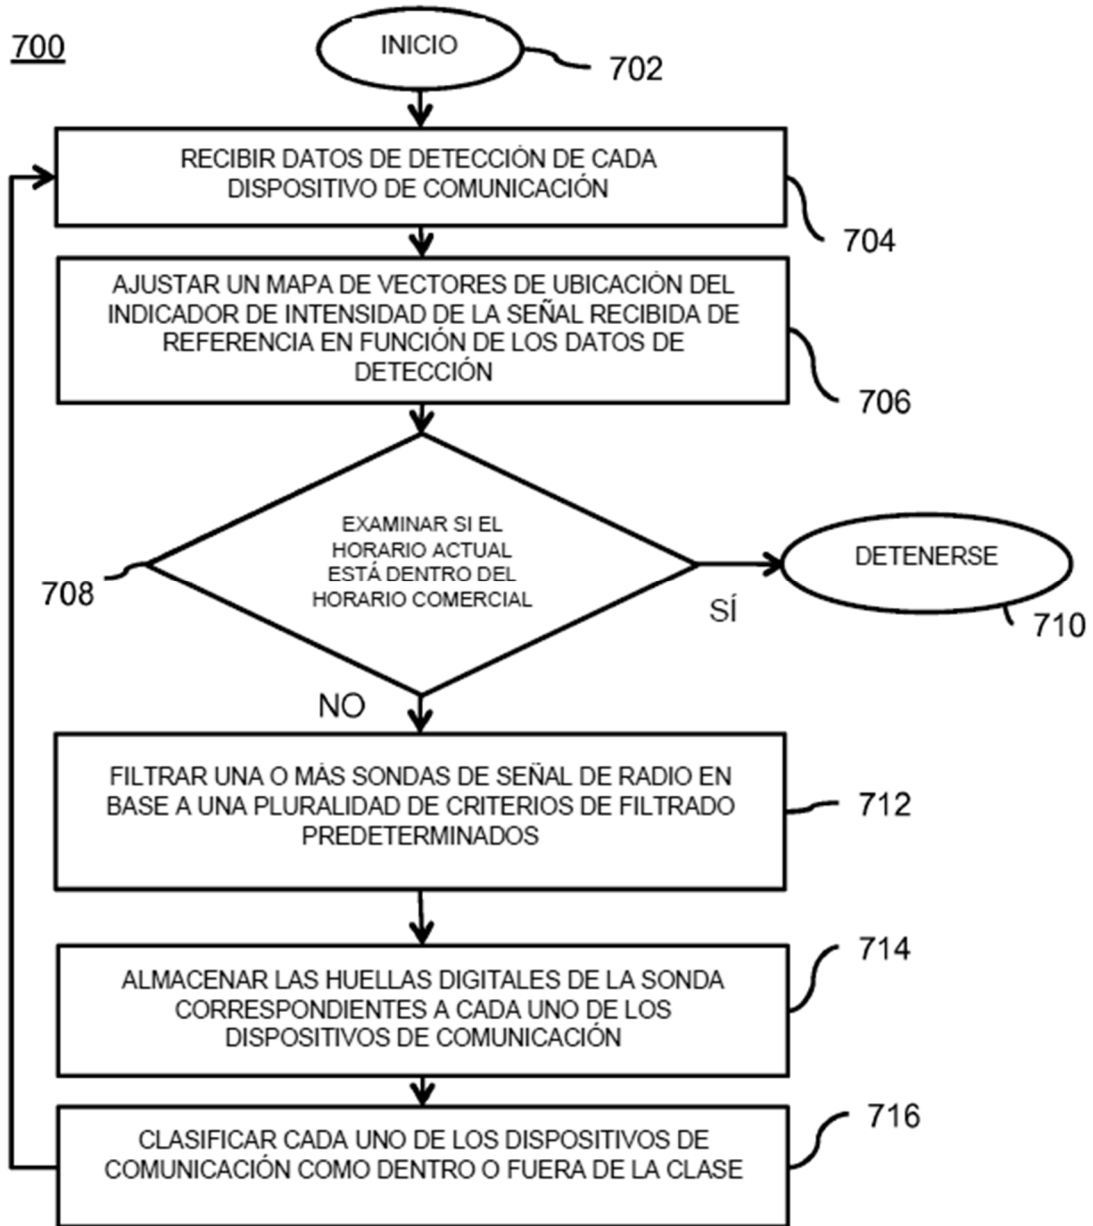 700
INICIO
702
RECIBIR DATOS DE DETECCIÓN DE CADA
DISPOSITIVO DE COMUNICACIÓN
704
AJUSTAR UN MAPA DE VECTORES DE UBICACIÓN DEL
INDICADOR DE INTENSIDAD DE LA SEÑAL RECIBIDA DE
REFERENCIA EN FUNCIÓN DE LOS DATOS DE
DETECCIÓN
706
EXAMINAR SI EL
HORARIO ACTUAL
ESTÁ DENTRO DEL
HORARIO COMERCIAL
708
SÍ
DETENERSE
710
NO
FILTRAR UNA O MÁS SONDAS DE SEÑAL DE RADIO EN
BASE A UNA PLURALIDAD DE CRITERIOS DE FILTRADO
PREDETERMINADOS
712
ALMACENAR LAS HUELLAS DIGITALES DE LA SONDA
CORRESPONDIENTES A CADA UNO DE LOS
DISPOSITIVOS DE COMUNICACIÓN
714
CLASIFICAR CADA UNO DE LOS DISPOSITIVOS DE
COMUNICACIÓN COMO DENTRO O FUERA DE LA CLASE
716